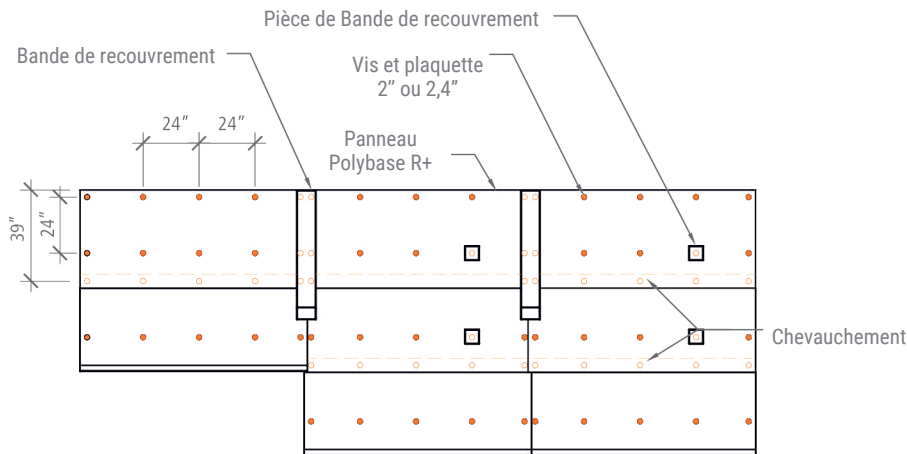 Pièce de Bande de recouvrement
Bande de recouvrement
Vis et plaquette
2” ou 2,4”
24”
24”
Panneau
Polybase R+
39”
24”
Chevauchement